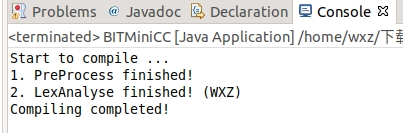 Problems @ Javadoc Declaration Console
<terminated> BITMiniCC [Java Application] /home/wxz/下载
Start to compile ...
1. PreProcess finished!
2. LexAnalyse finished! (WXZ)
Compiling completed!